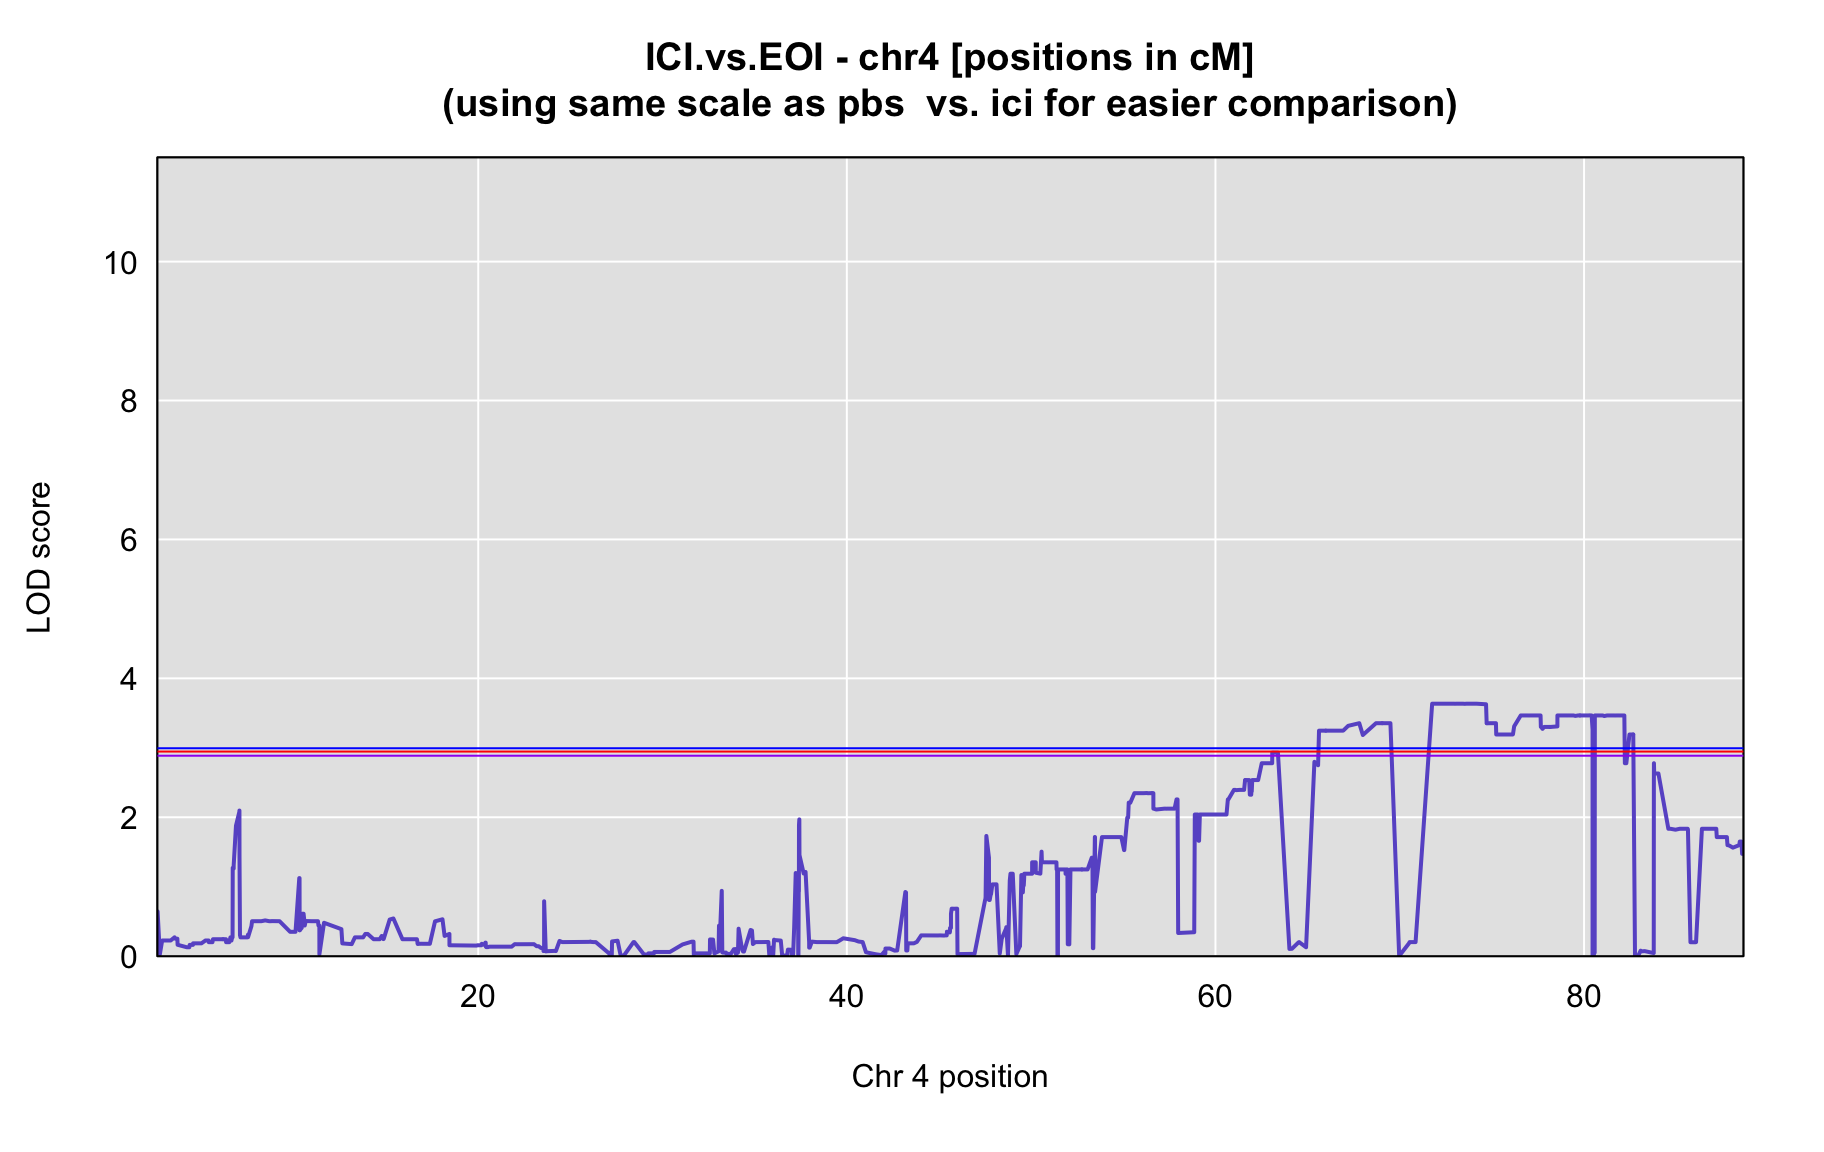 ICI.vs.EOI - chr4 [positions in cM]
(using same scale as pbs  vs. ici for easier comparison)
LOD score
10
8
6
4
2
0
20
40
60
80
Chr 4 position